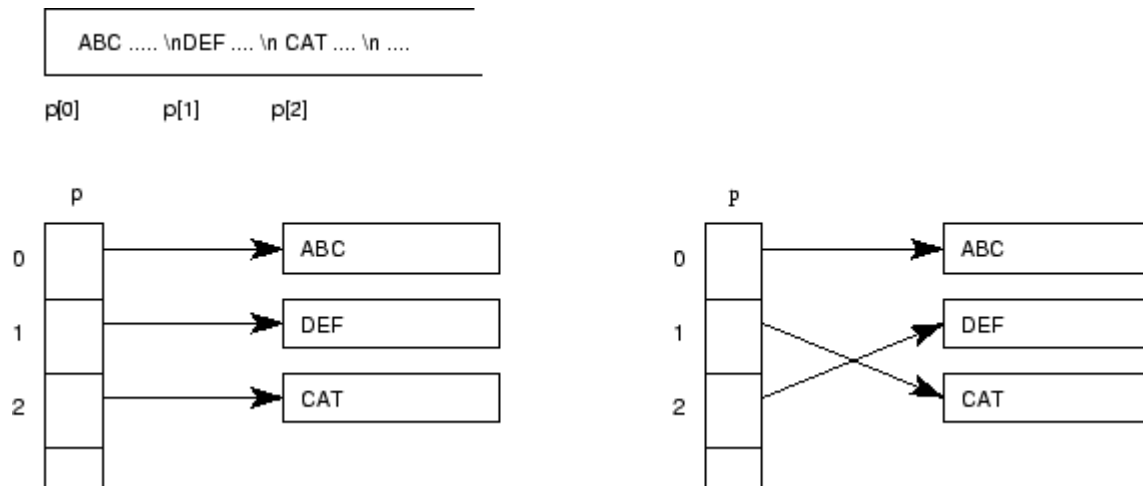 ABC ..... \nDEF .... \n CAT .... \n ....
p[0] p[1] p[2]
p
0 ABC
1 DEF
2 CAT
P
0 ABC
1 DEF
2 CAT